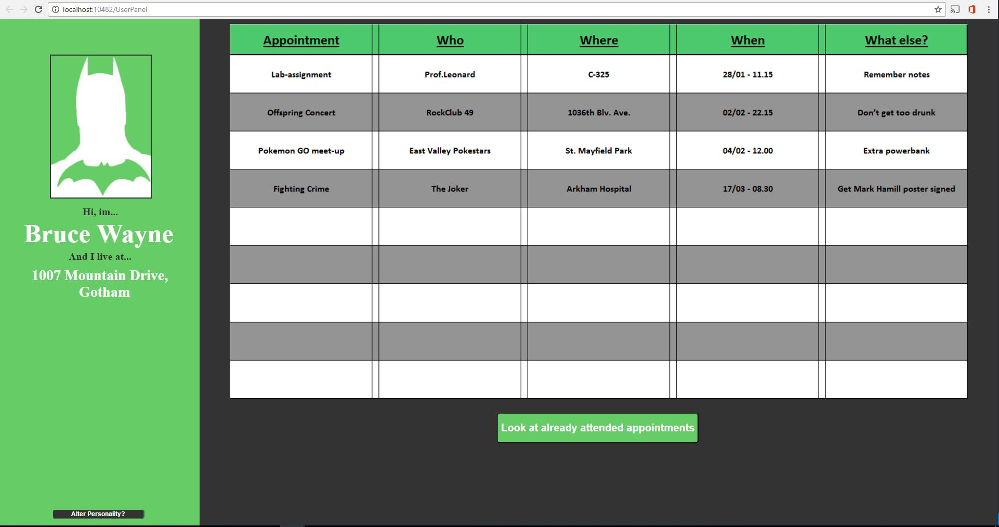 localhost:10482/UserPanel
Hi, im...
Bruce Wayne
And I live at...
1007 Mountain Drive,
Gotham
Alter Personality?
Appointment Who Where When What else?
Lab-assignment Prof.Leonard C-325 28/01 - 11.15 Remember notes
Offspring Concert RockClub 49 1036th Blv. Ave. 02/02 - 22.15 Don't get too drunk
Pokemon GO meet-up East Valley Pokestars St. Mayfield Park 04/02 - 12.00 Extra powerbank
Fighting Crime The Joker Arkham Hospital 17/03 - 08.30 Get Mark Hamill poster signed
Look at already attended appointments